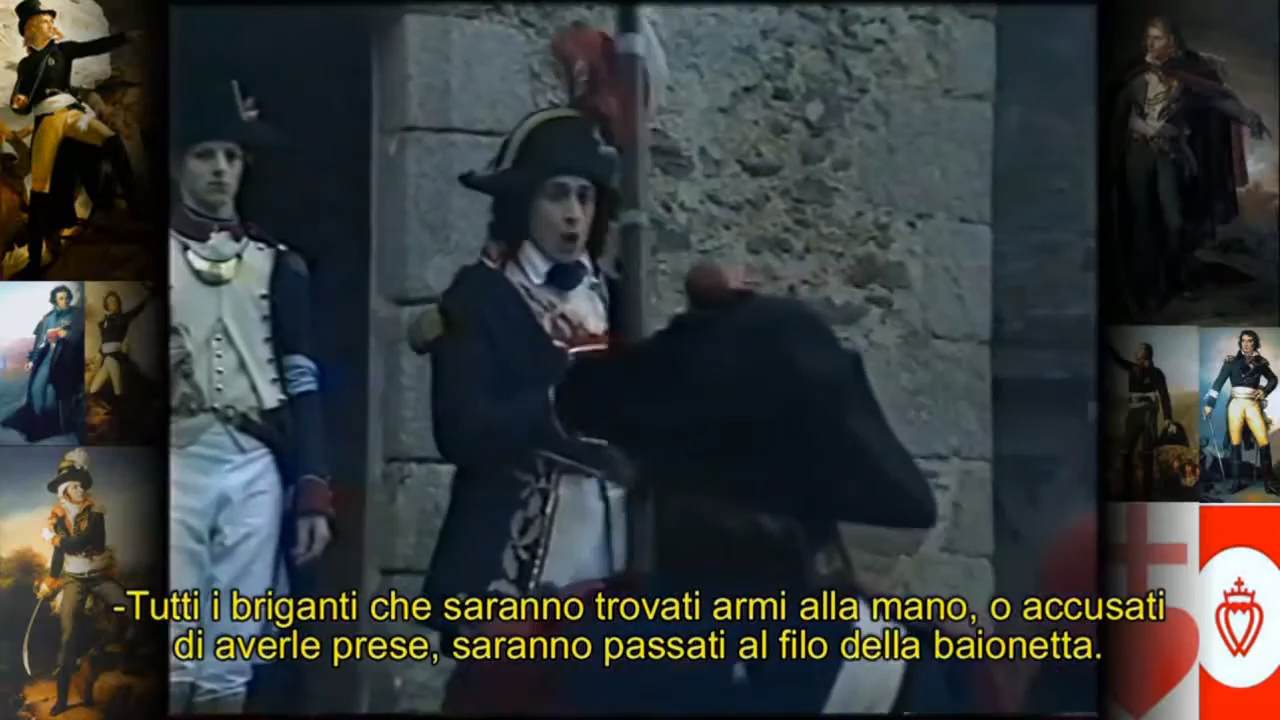 -Tutti i briganti che saranno trovati armi alla mano, o accusati
di averle prese, saranno passati al filo della baionetta.